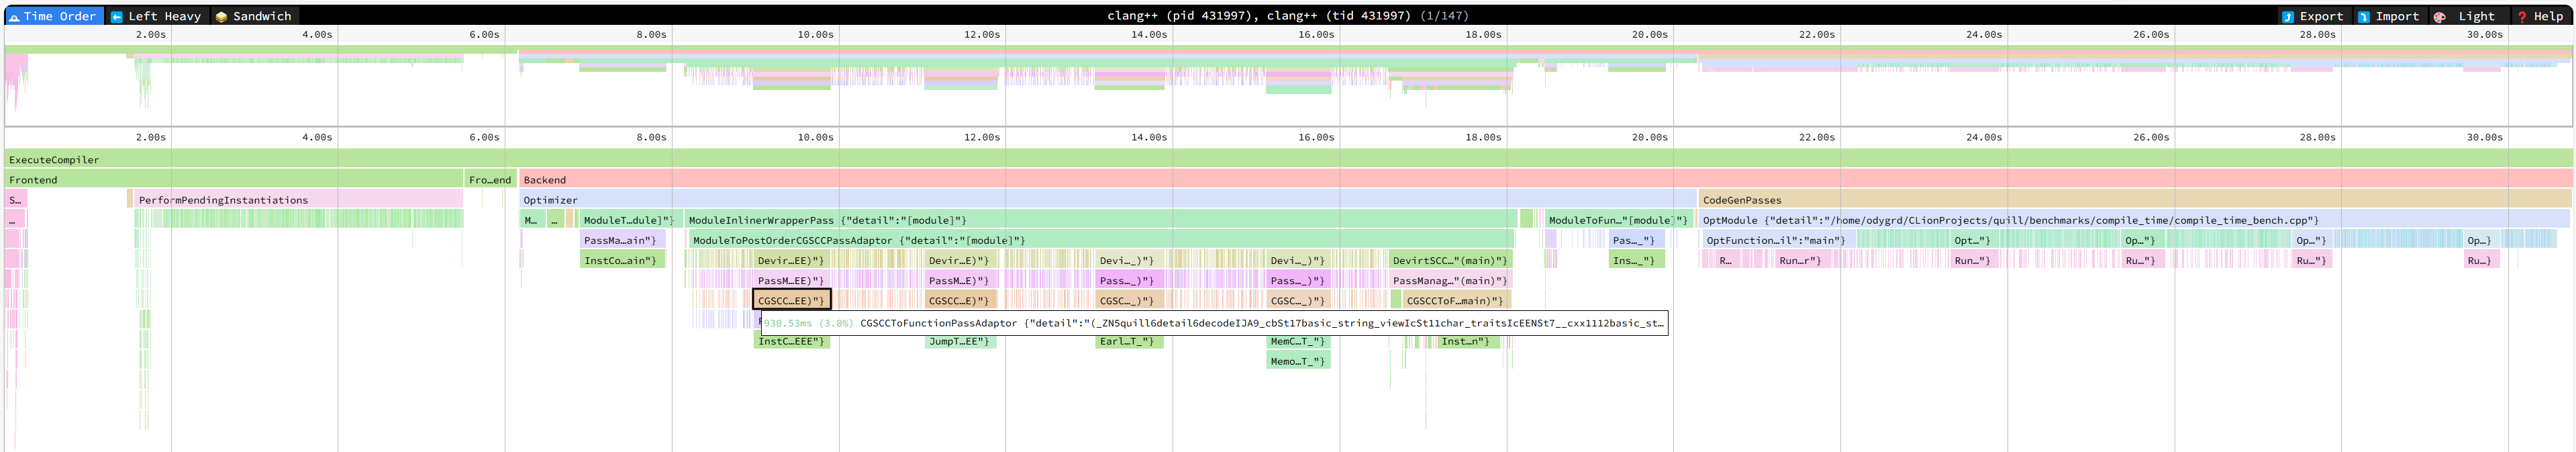 Time Order Left Heavy Sandwich clang++ (pid 431997), clang++ (tid 431997) (1/147) Export Import Light Help
2.00s 4.00s 6.00s 8.00s 10.00s 12.00s 14.00s 16.00s 18.00s 20.00s 22.00s 24.00s 26.00s 28.00s 30.00s
2.00s 4.00s 6.00s 8.00s 10.00s 12.00s 14.00s 16.00s 18.00s 20.00s 22.00s 24.00s 26.00s 28.00s 30.00s
ExecuteCompiler
Frontend Fro…end Backend
S… PerformPendingInstantiations Optimizer CodeGenPasses
… M… … ModuleT…dule]"} ModuleInlinerWrapperPass {"detail":"[module]"} ModuleToFun…"[module]"} OptModule {"detail":"/home/odygrd/CLionProjects/quill/benchmarks/compile_time/compile_time_bench.cpp"}
PassMa…ain"} ModuleToPostOrderCGSCCPassAdaptor {"detail":"[module]"} Pas…_"} OptFunction…il":"main"} Opt…"} Op…"} Op…"} Op…}
InstCo…ain"} Devir…EE)"} Devir…E)"} Devi…_)"} Devi…_)"} DevirtSCC…"(main)"} Ins…_"} R… Run…r"} Run…"} Ru…"} Ru…"} Ru…}
PassM…EE)"} PassM…E)"} Pass…_)"} Pass…_)"} PassManag…"(main)"}
CGSCC…EE)"} CGSCC…E)"} CGSC…_)"} CGSC…_)"} CGSCCToF…main)"}
930.53ms (3.0%) CGSCCToFunctionPassAdaptor {"detail":"(_ZN5quill6detail6decodeIJA9_cbSt17basic_string_viewIcSt11char_traitsIcEENSt7__cxx1112basic_st…
InstC…EEE"} JumpT…EE"} Earl…T_"} MemC…T_"} Inst…n"}
Memo…T_"}